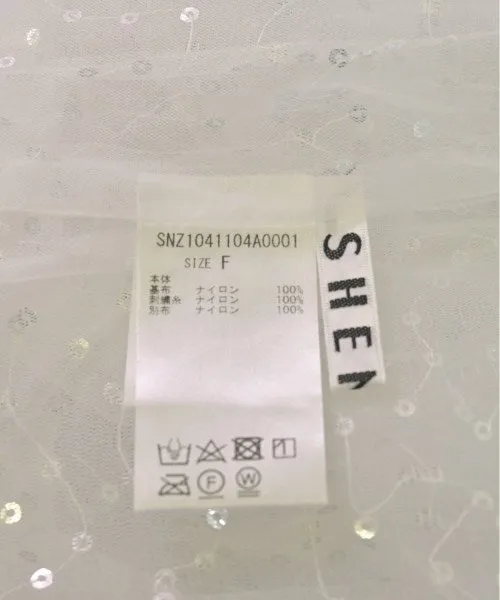 SNZ1041104A0001
SIZE F
本体
基布 ナイロン 100%
刺繍糸 ナイロン 100%
別布 ナイロン 100%
F
W
SHEN